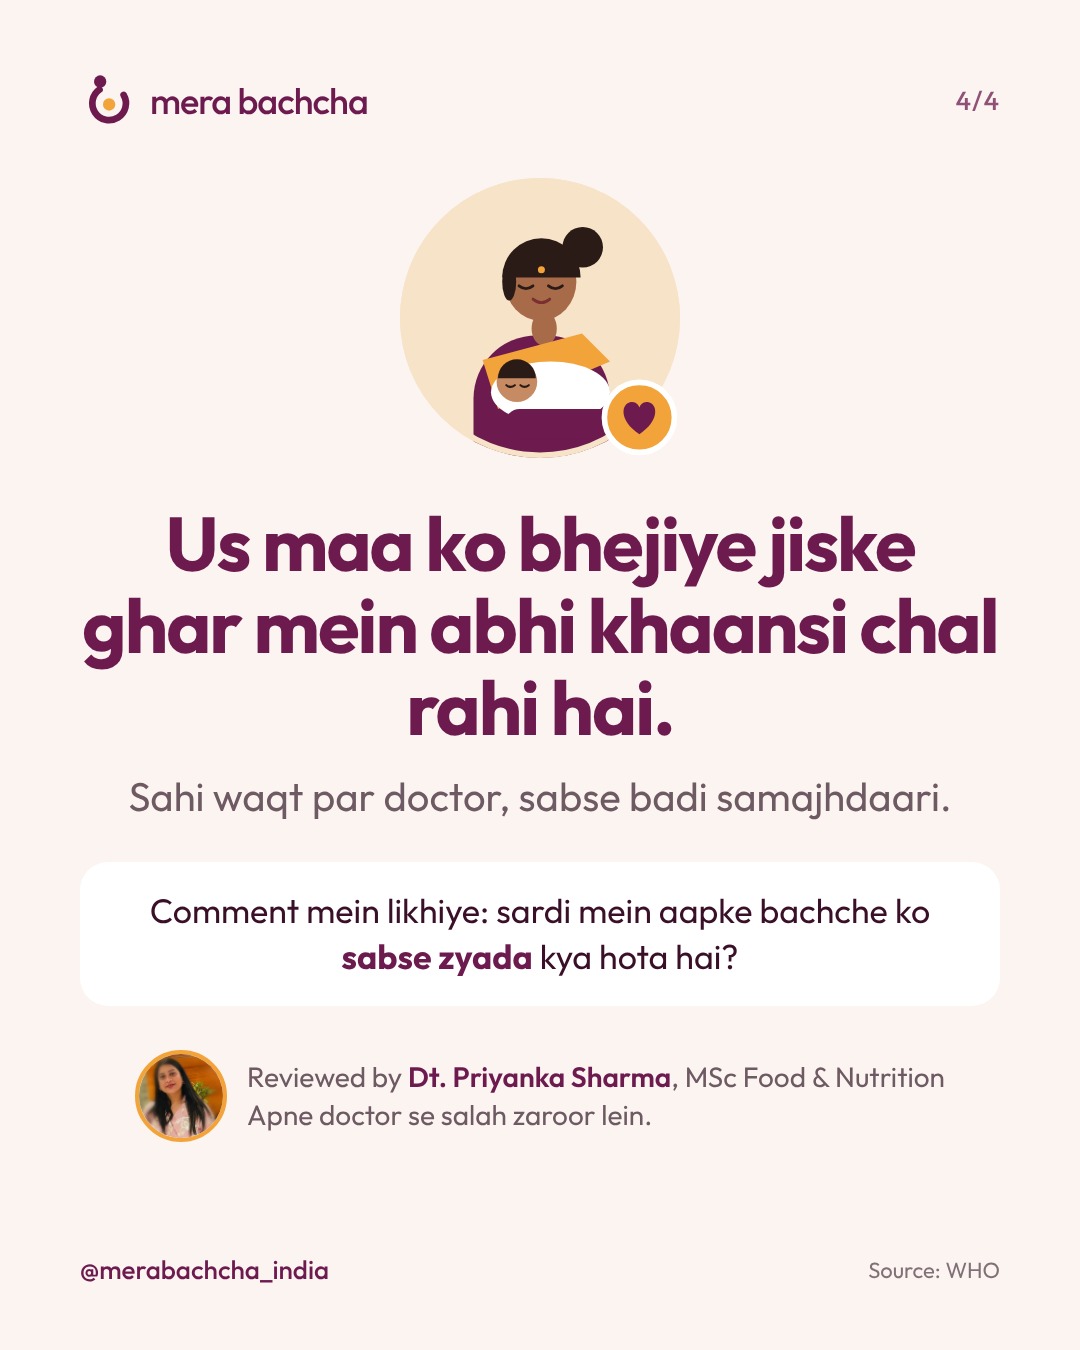 mera bachcha
4/4
Us maa ko bhejiye jiske
ghar mein abhi khaansi chal
rahi hai.
Sahi waqt par doctor, sabse badi samajhdaari.
Comment mein likhiye: sardi mein aapke bachche ko
sabse zyada kya hota hai?
Reviewed by Dt. Priyanka Sharma, MSc Food & Nutrition
Apne doctor se salah zaroor lein.
@merabachcha_india
Source: WHO